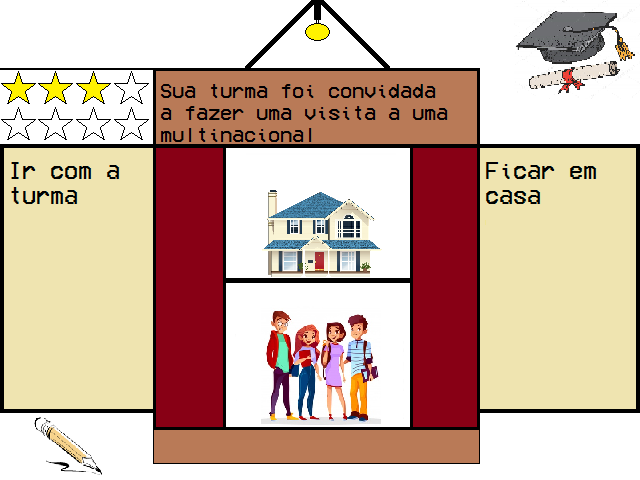 Sua turma foi convidada
a fazer uma visita a uma
multinacional
Ir com a
turma
Ficar em
casa